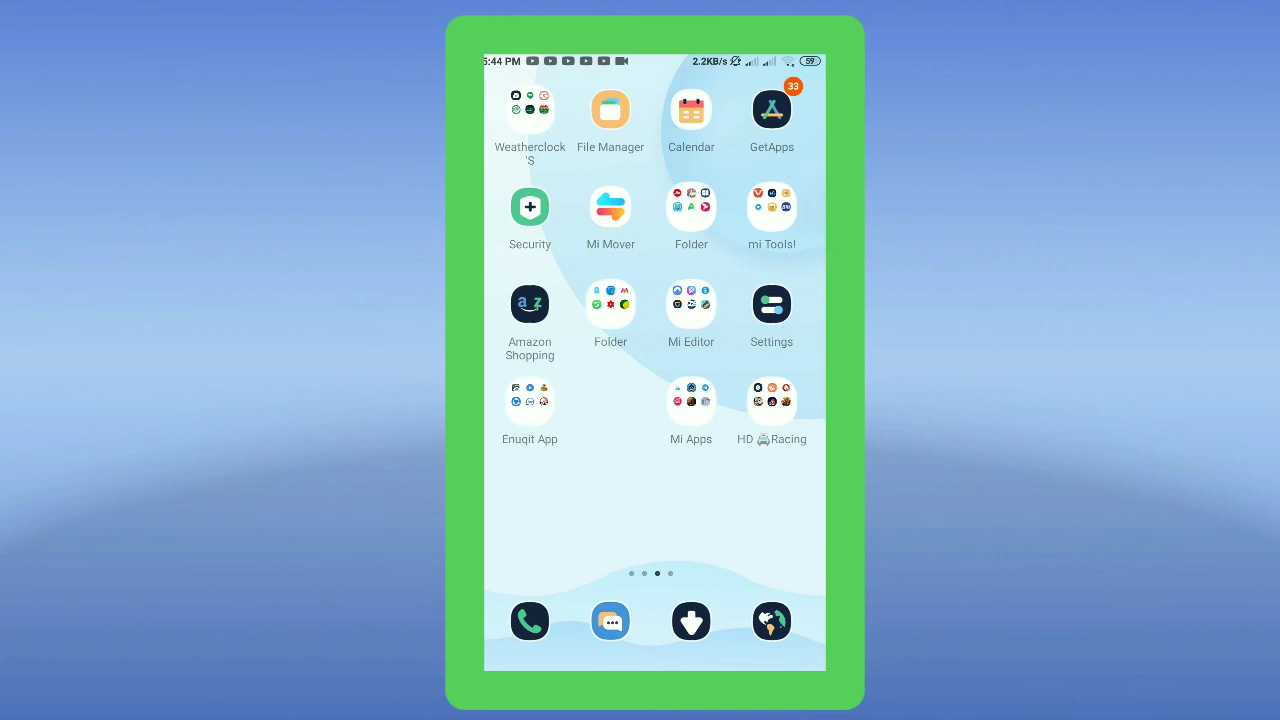 5:44 PM 2.2KB/s 59
33
Weatherclock
'S
File Manager
Calendar
GetApps
Security
Mi Mover
Folder
mi Tools!
a z
Amazon
Shopping
Folder
Mi Editor
Settings
Enuqit App
Mi Apps
HD 🚔Racing